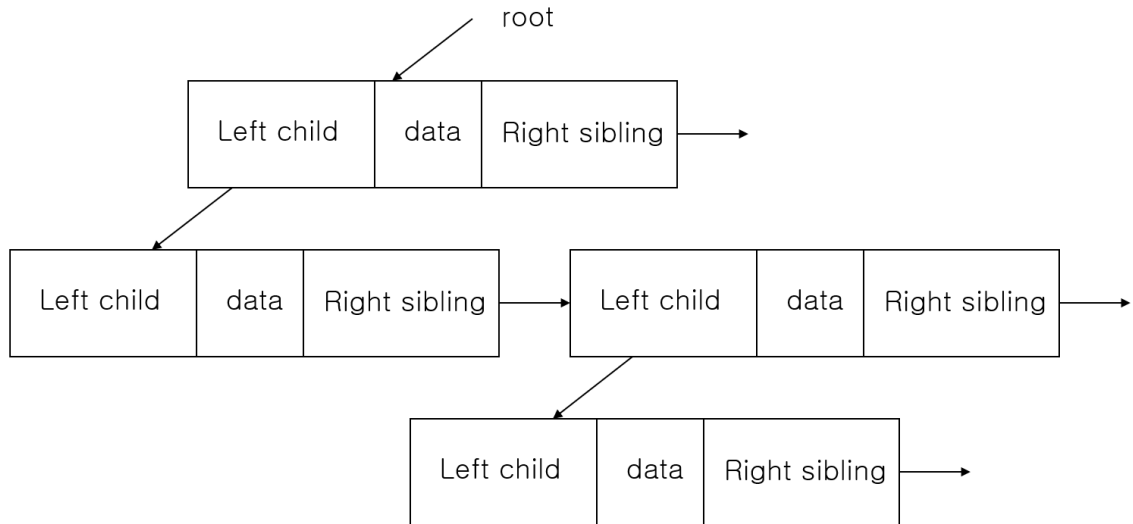 root
Left child data Right sibling
Left child data Right sibling Left child data Right sibling
Left child data Right sibling